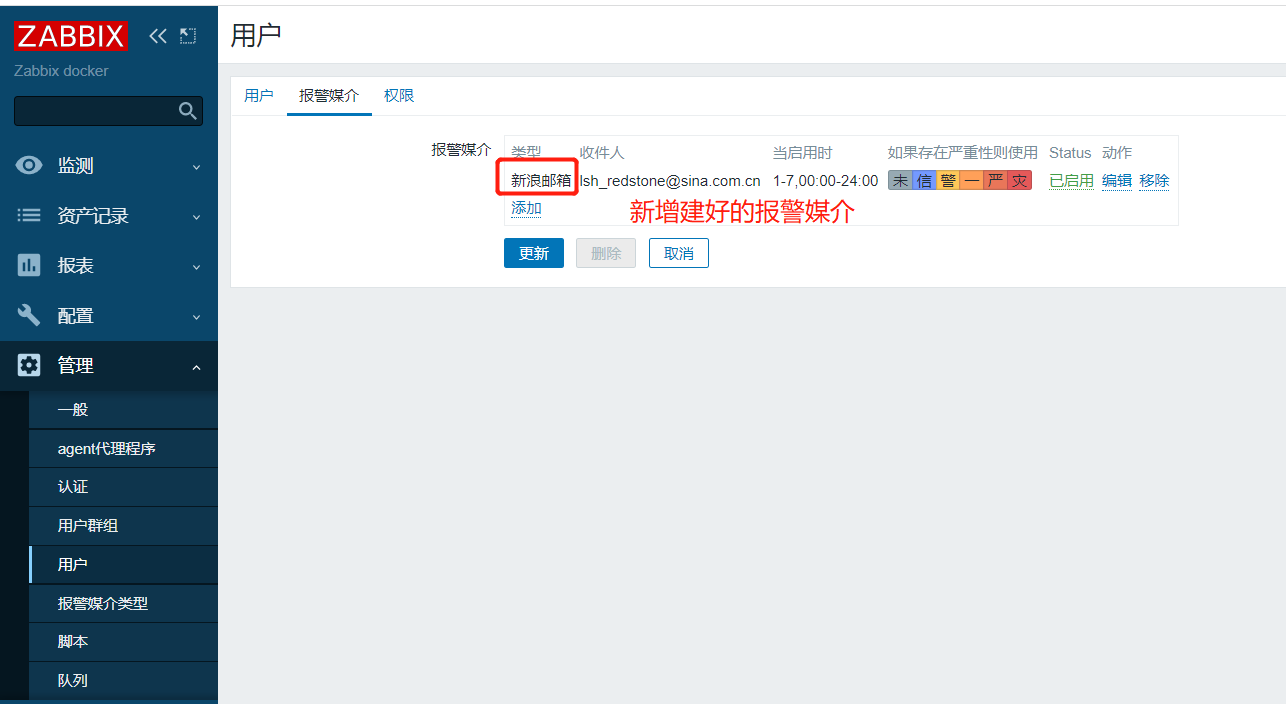 ZABBIX
Zabbix docker
监测
资产记录
报表
配置
管理
一般
agent代理程序
认证
用户群组
用户
报警媒介类型
脚本
队列
用户
用户 报警媒介 权限
报警媒介 类型 收件人 当启用时 如果存在严重性则使用 Status 动作
新浪邮箱 lsh_redstone@sina.com.cn 1-7,00:00-24:00 未 信 警 一 严 灾 已启用 编辑 移除
添加 新增建好的报警媒介
更新 删除 取消